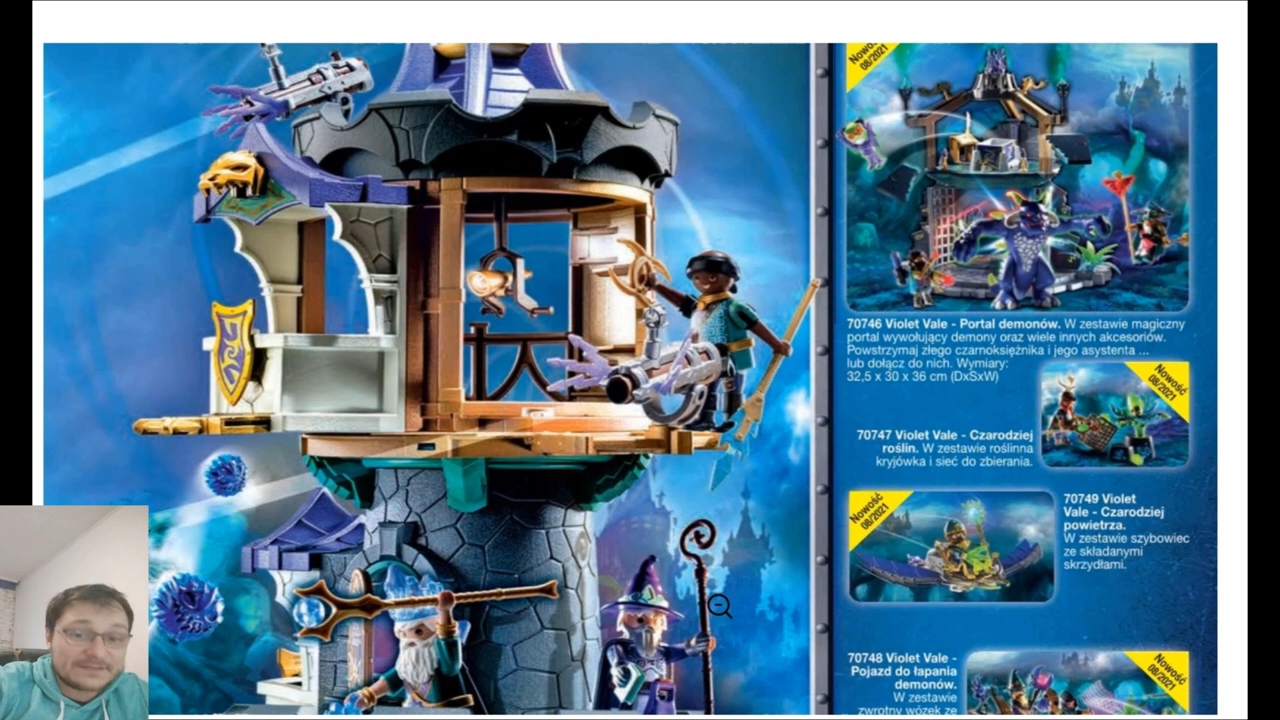 Nowość
08/2021
70746 Violet Vale - Portal demonów. W zestawie magiczny
portal wywołujący demony oraz wiele innych akcesoriów.
Powstrzymaj złego czarnoksiężnika i jego asystenta ...
lub dołącz do nich. Wymiary:
32,5 x 30 x 36 cm (DxSxW)
Nowość
08/2021
70747 Violet Vale - Czarodziej
roślin. W zestawie roślinna
kryjówka i sieć do zbierania.
Nowość
08/2021
70749 Violet
Vale - Czarodziej
powietrza.
W zestawie szybowiec
ze składanymi
skrzydłami.
70748 Violet Vale -
Pojazd do łapania
demonów.
W zestawie
zwrotny wózek ze
Nowość
08/2021